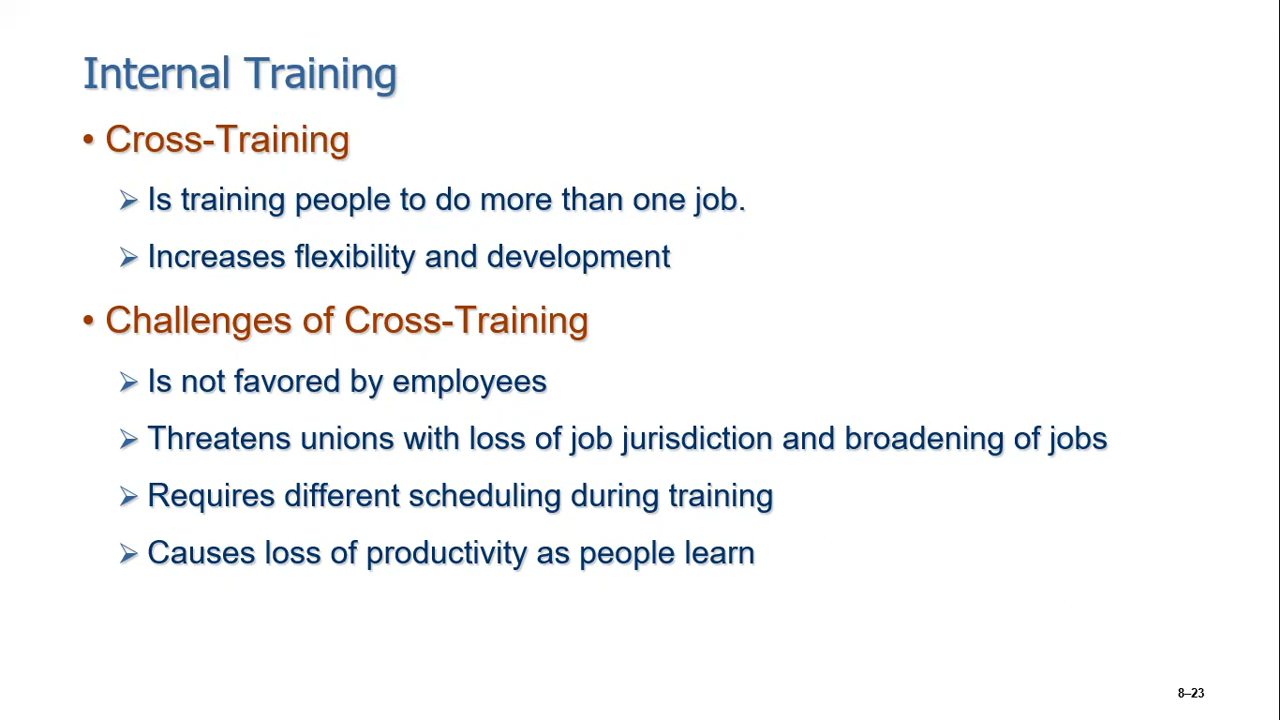 Internal Training
• Cross-Training
➢ Is training people to do more than one job.
➢ Increases flexibility and development
• Challenges of Cross-Training
➢ Is not favored by employees
➢ Threatens unions with loss of job jurisdiction and broadening of jobs
➢ Requires different scheduling during training
➢ Causes loss of productivity as people learn
8–23